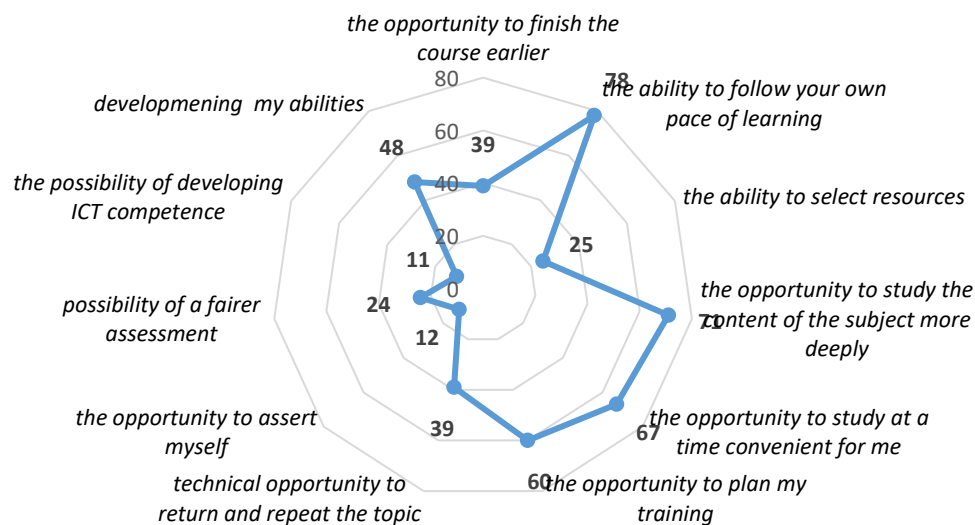 the opportunity to finish the
course earlier
80
78
the ability to follow your own
pace of learning
developmening  my abilities
60
48
39
the possibility of developing
ICT competence
40
the ability to select resources
20
25
11
0
24
possibility of a fairer
assessment
the opportunity to study the
content of the subject more
deeply
71
12
the opportunity to assert
myself
39
67
the opportunity to study at a
time convenient for me
60
technical opportunity to
return and repeat the topic
the opportunity to plan my
training